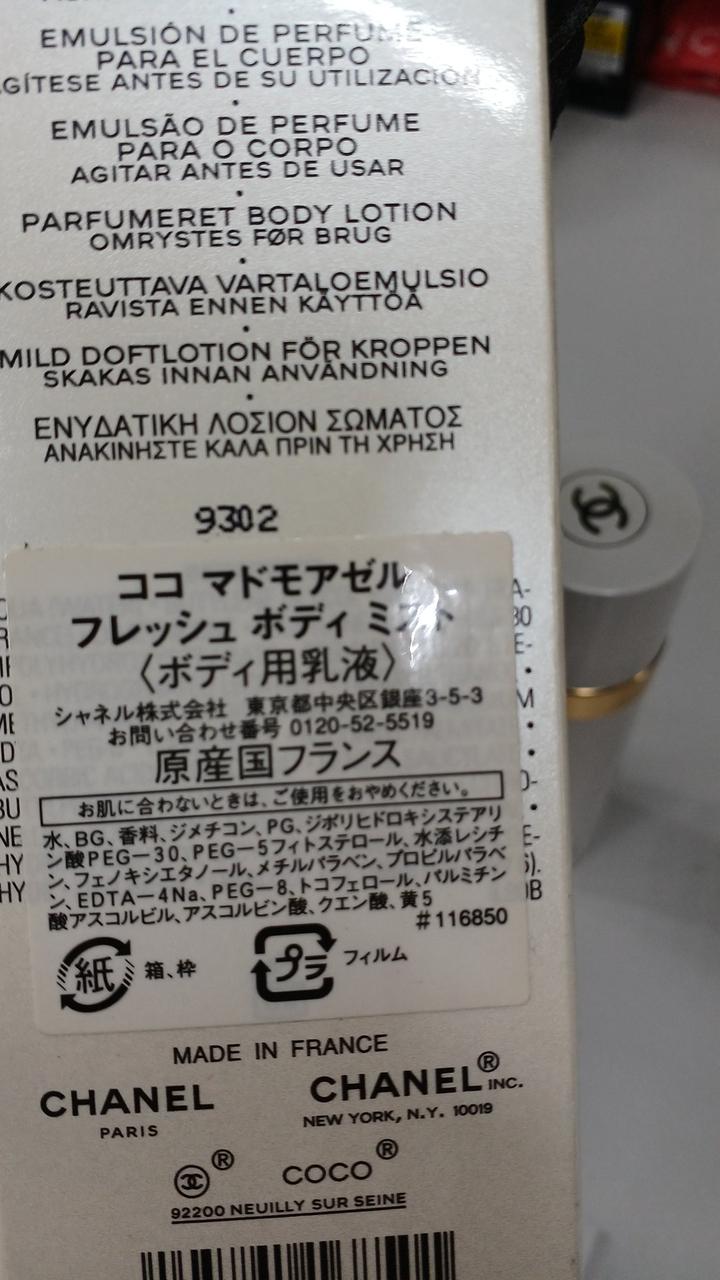 EMULSIÓN DE PERFUME
PARA EL CUERPO
AGÍTESE ANTES DE SU UTILIZACIÓN
•
EMULSÃO DE PERFUME
PARA O CORPO
AGITAR ANTES DE USAR
•
PARFUMERET BODY LOTION
OMRYSTES FØR BRUG
•
KOSTEUTTAVA VARTALOEMULSIO
RAVISTA ENNEN KÄYTTÖÄ
•
MILD DOFTLOTION FÖR KROPPEN
SKAKAS INNAN ANVÄNDNING
•
ΕΝΥΔΑΤΙΚΗ ΛΟΣΙΟΝ ΣΩΜΑΤΟΣ
ΑΝΑΚΙΝΗΣΤΕ ΚΑΛΑ ΠΡΙΝ ΤΗ ΧΡΗΣΗ
9302
ココ マドモアゼル
フレッシュ ボディ ミスト
〈ボディ用乳液〉
シャネル株式会社 東京都中央区銀座3-5-3
お問い合わせ番号 0120-52-5519
原産国フランス
お肌に合わないときは、ご使用をおやめください。
水、BG、香料、ジメチコン、PG、ジポリヒドロキシステアリ
ン酸PEG－30、PEG－5フィトステロール、水添レシチ
ン、フェノキシエタノール、メチルパラベン、プロピルパラベ
ン、EDTA－4Na、PEG－8、トコフェロール、パルミチン
酸アスコルビル、アスコルビン酸、クエン酸、黄5
#116850
紙 箱、枠 プラ フィルム
MADE IN FRANCE
CHANEL CHANEL® INC.
PARIS NEW YORK, N.Y. 10019
® COCO®
92200 NEUILLY SUR SEINE